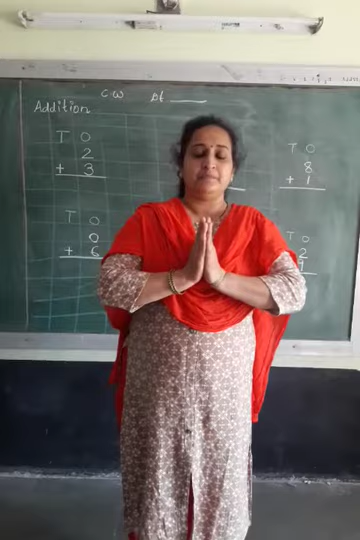 C.W Dt
Addition
T O
2
+ 3
T O
8
+ 1
T O
0
+ 6
T O
2